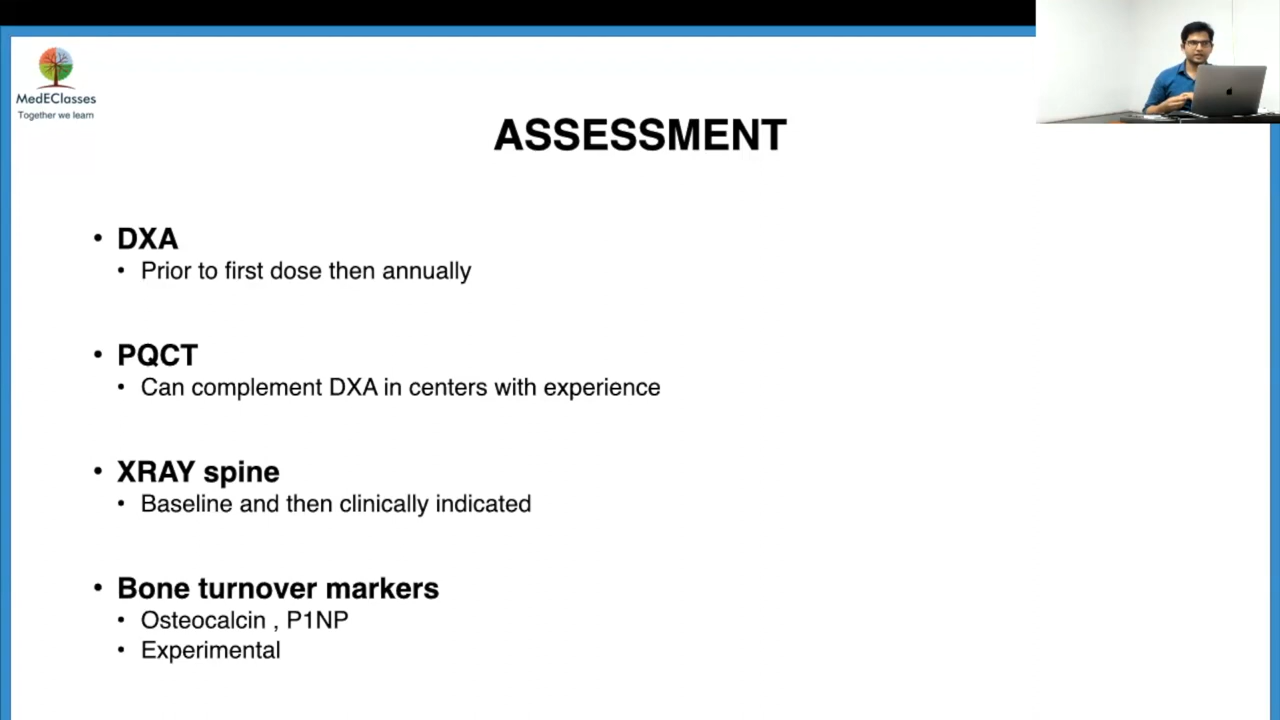 MedEClasses
Together we learn
ASSESSMENT
• DXA
• Prior to first dose then annually
• PQCT
• Can complement DXA in centers with experience
• XRAY spine
• Baseline and then clinically indicated
• Bone turnover markers
• Osteocalcin , P1NP
• Experimental